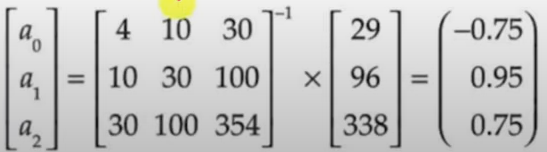 a0 4 10 30 -1 29 -0.75
a1 = 10 30 100 × 96 = 0.95
a2 30 100 354 338 0.75